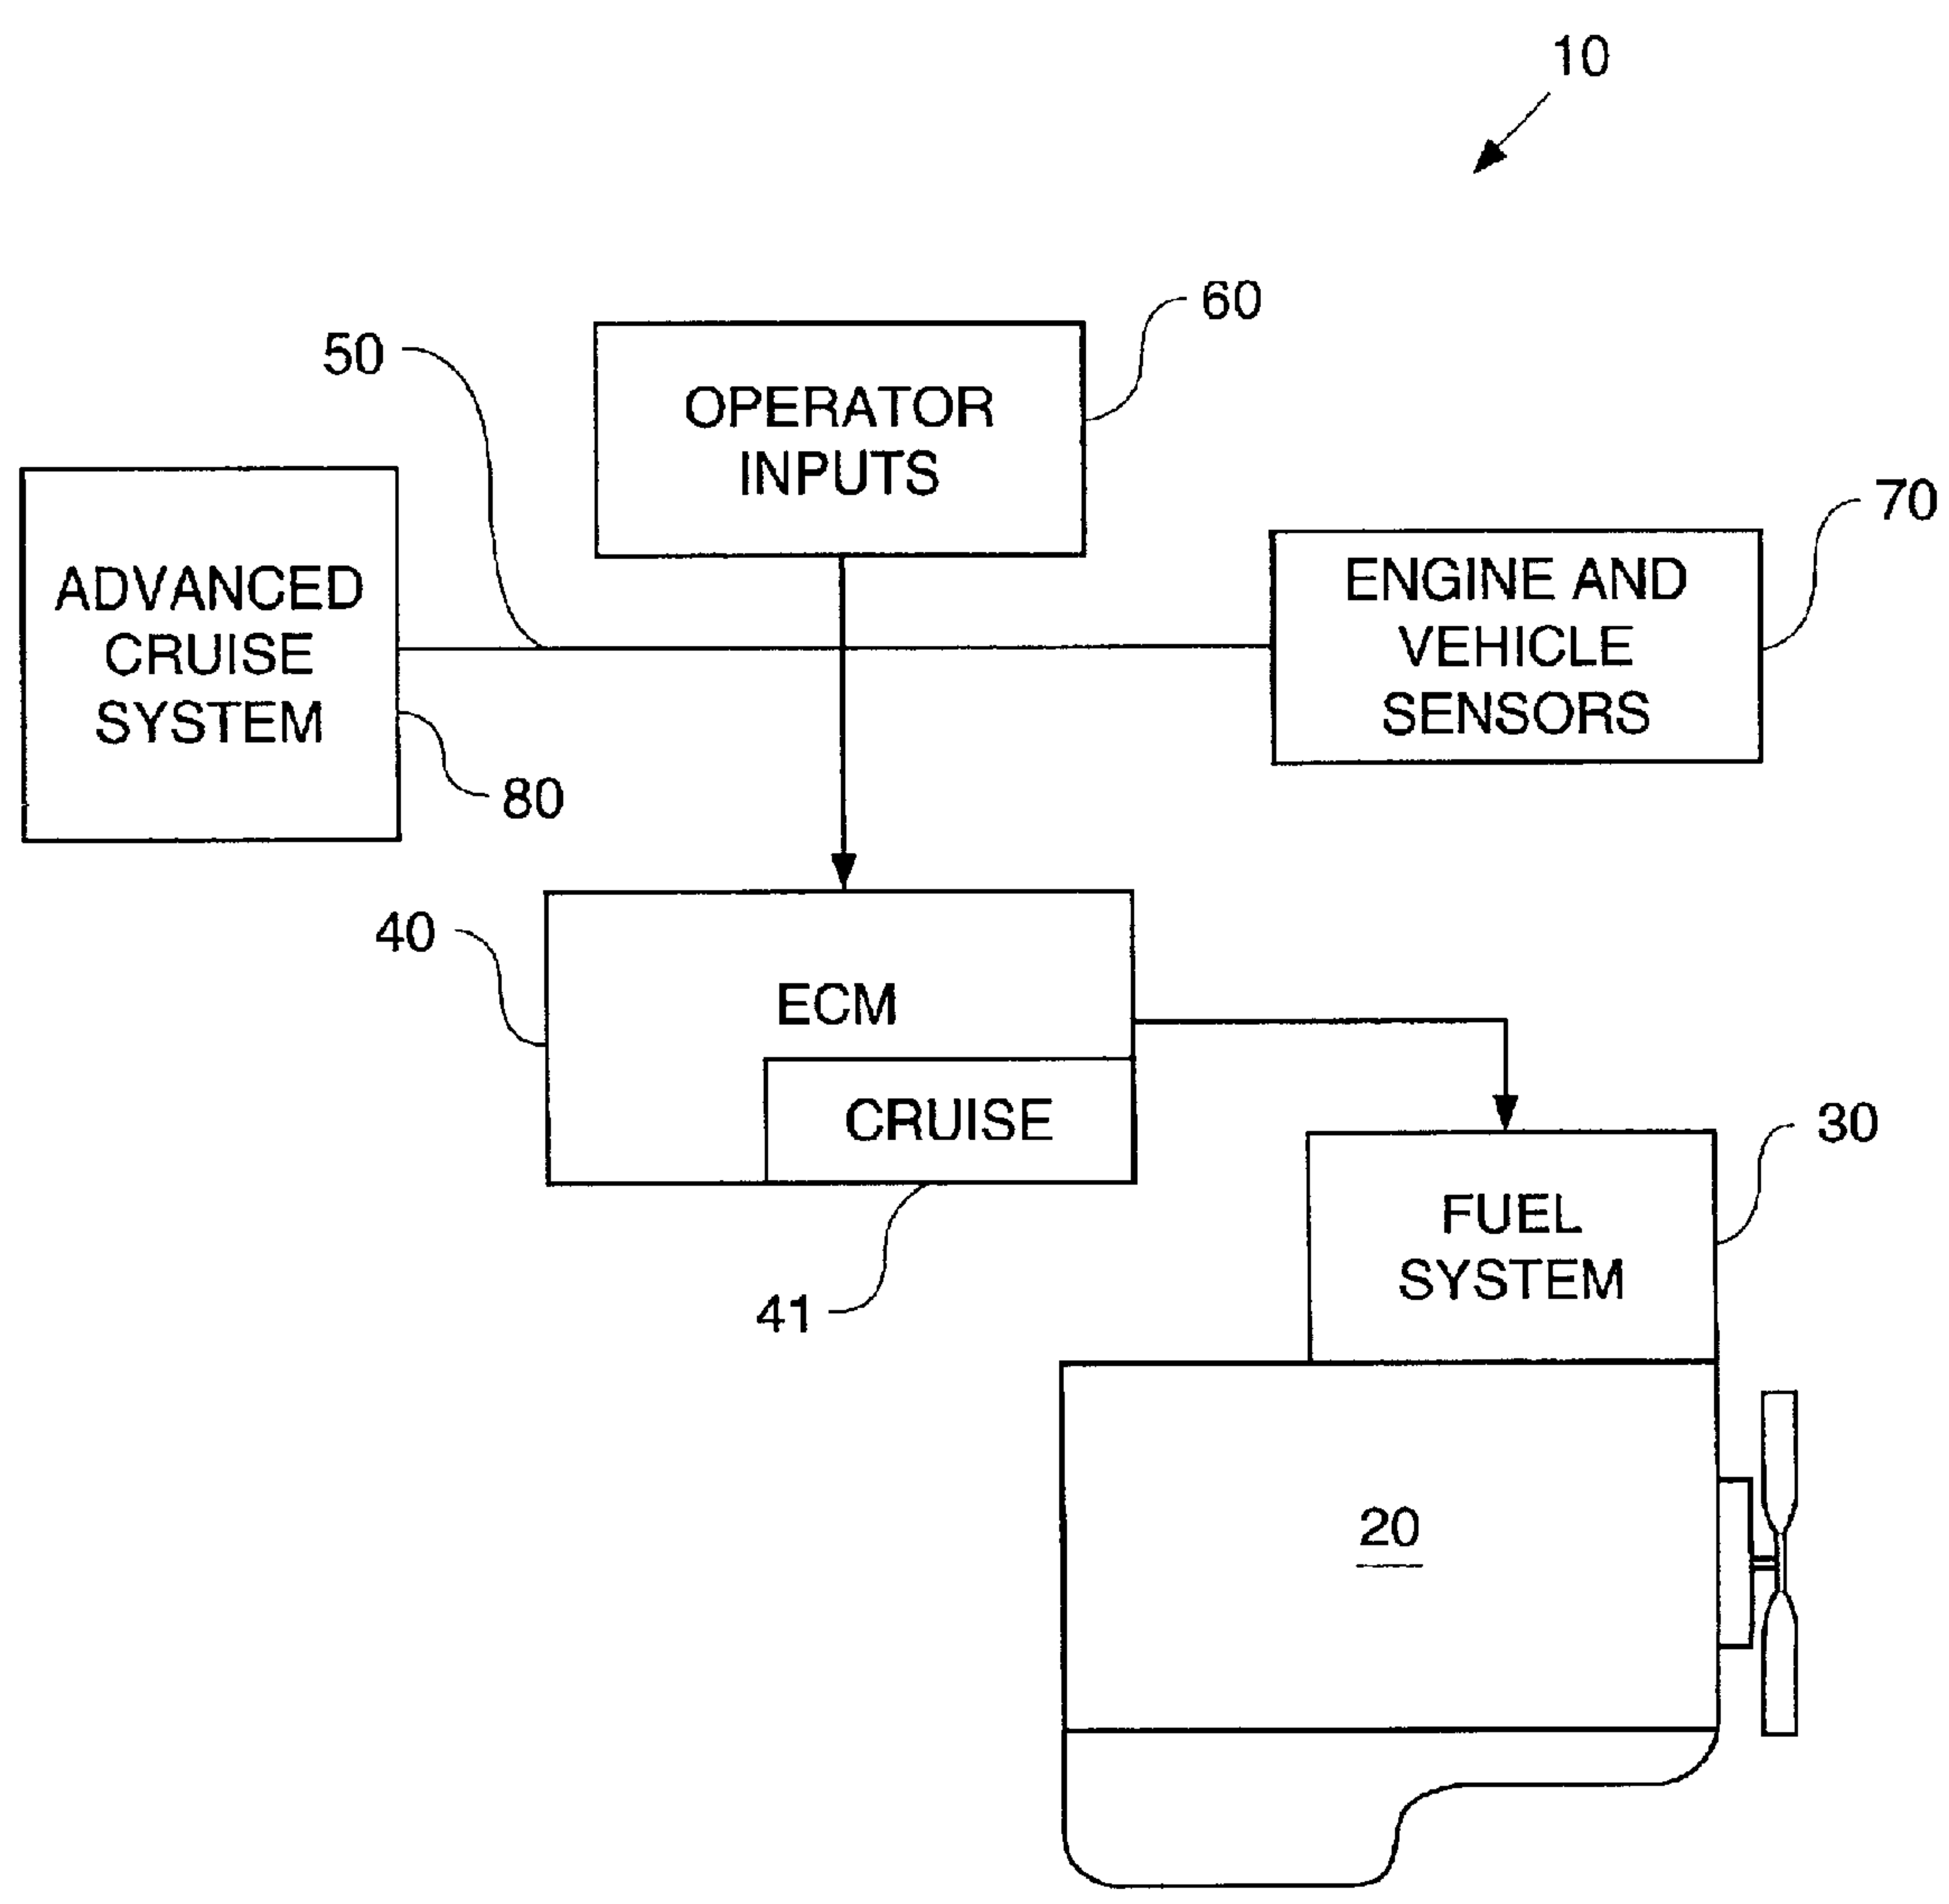 10
60
50
OPERATOR
INPUTS
70
ADVANCED
CRUISE
SYSTEM
ENGINE AND
VEHICLE
SENSORS
80
40
ECM
CRUISE
30
41
FUEL
SYSTEM
20